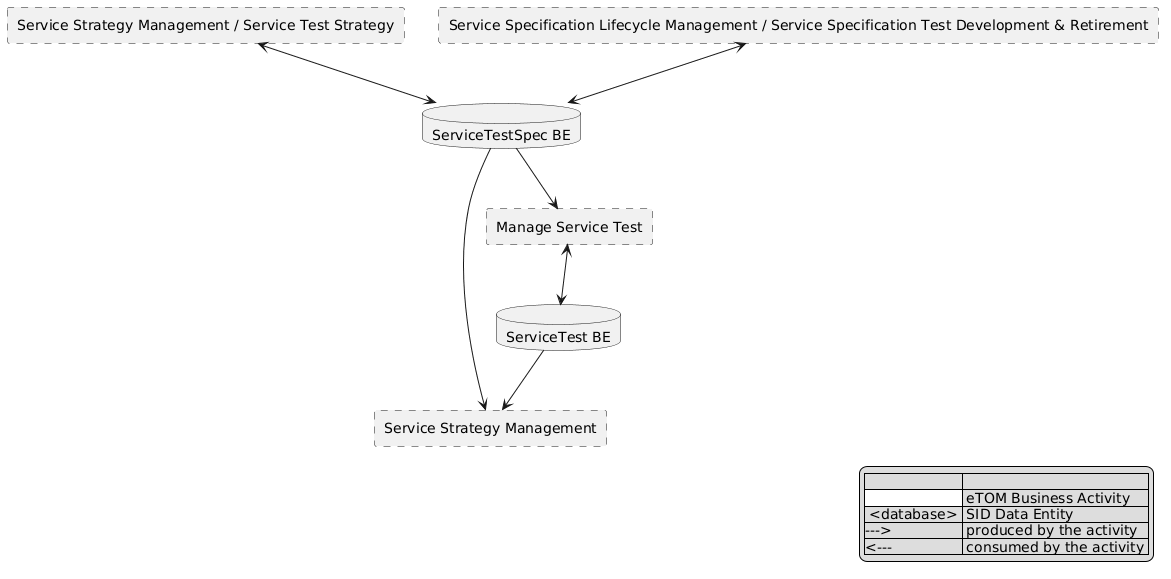 Service Strategy Management / Service Test Strategy
Service Specification Lifecycle Management / Service Specification Test Development & Retirement
ServiceTestSpec BE
Manage Service Test
ServiceTest BE
Service Strategy Management
eTOM Business Activity
<database> SID Data Entity
---> produced by the activity
<--- consumed by the activity